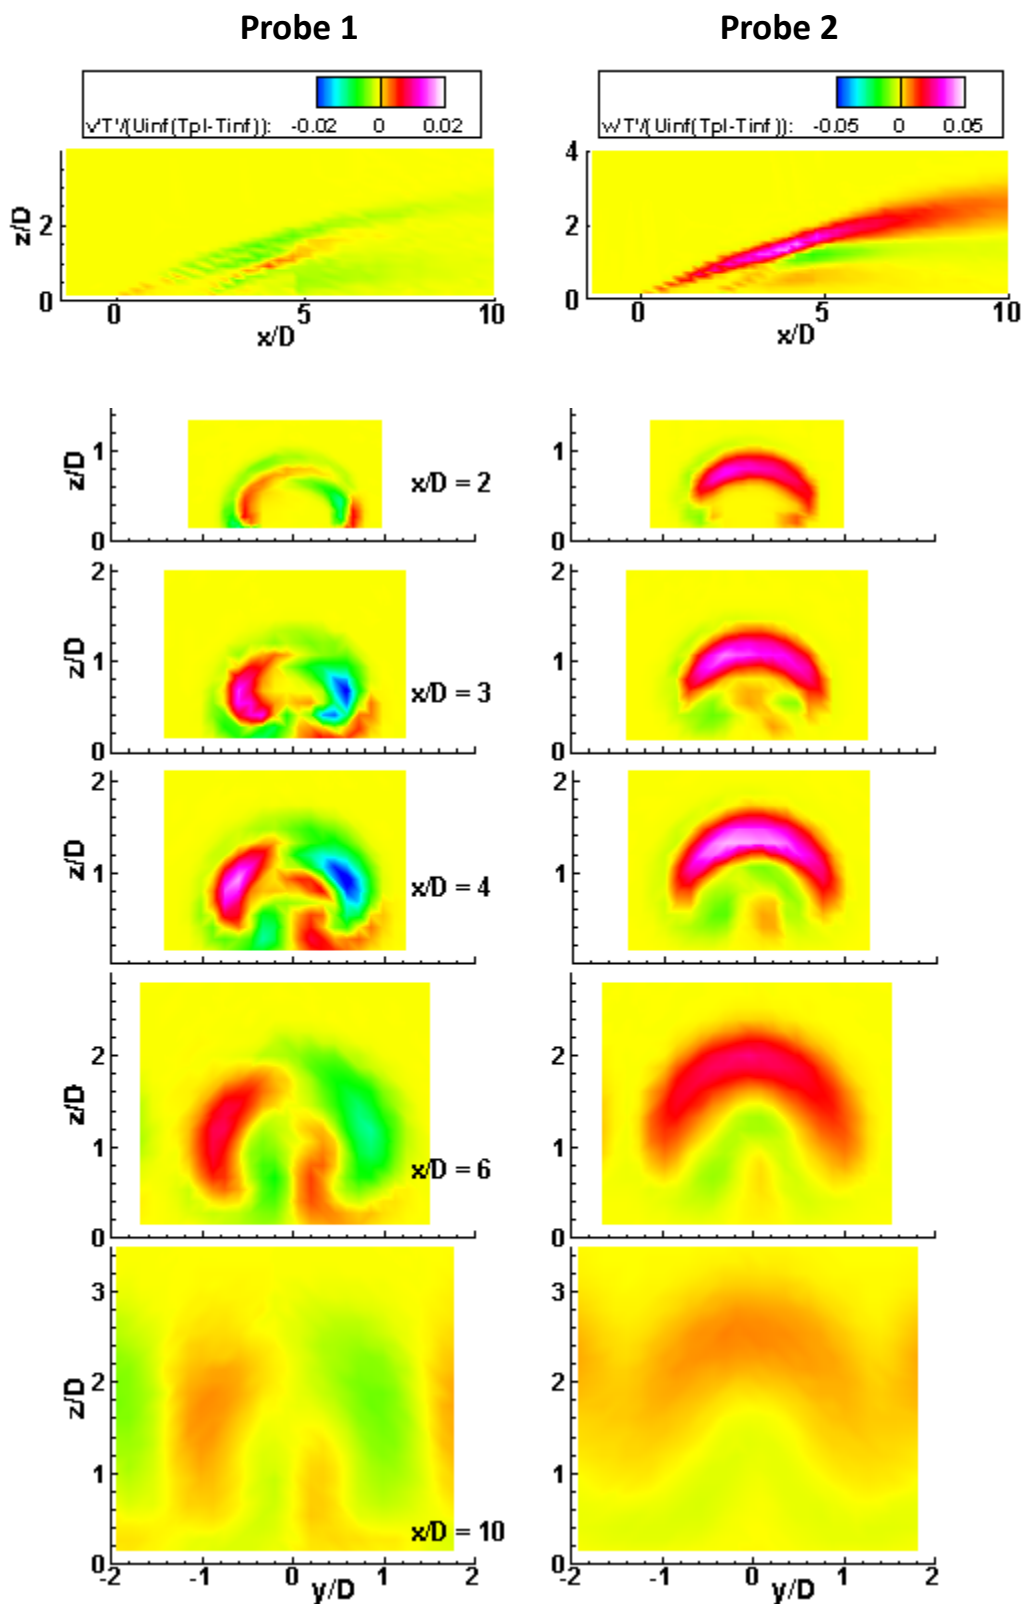 Probe 1 Probe 2
v'T'/(Uinf(Tpl-Tinf)): -0.02 0 0.02
w'T'/(Uinf(Tpl-Tinf)): -0.05 0 0.05
z/D
2
0
0 5 10
x/D
4
2
0
0 5 10
x/D
z/D
1
0
x/D = 2
1
0
z/D
2
1
0
x/D = 3
2
1
0
z/D
2
1
x/D = 4
2
1
z/D
2
1
0
x/D = 6
2
1
0
z/D
3
2
1
0
x/D = 10
-1 0 1 2
y/D
3
2
1
0
-2 -1 0 1 2
y/D